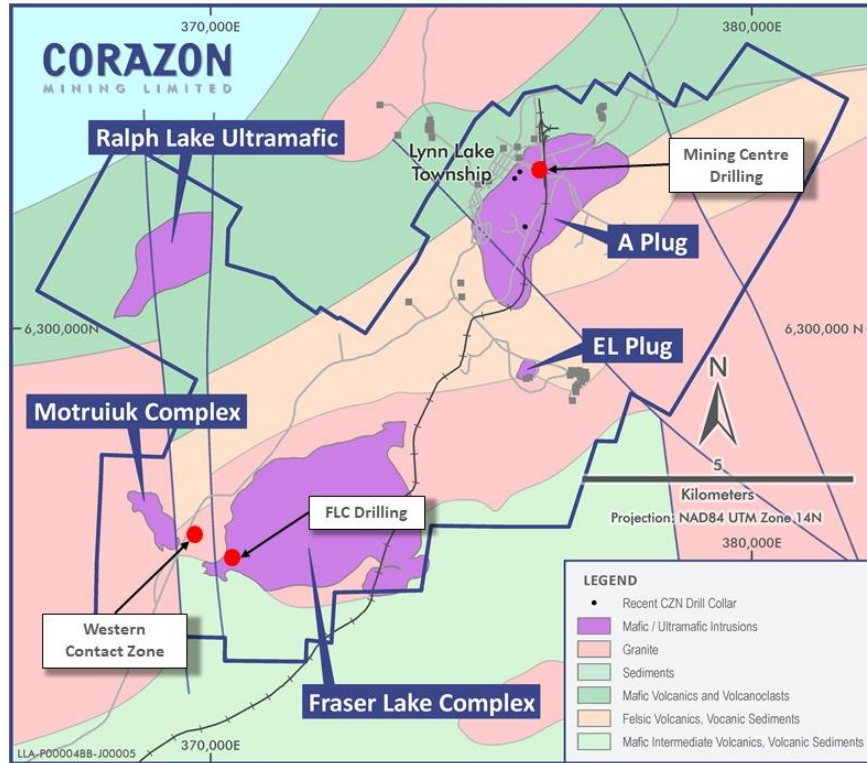 370,000E
380,000E
CORAZON
MINING LIMITED
Ralph Lake Ultramafic
Lynn Lake
Township
Mining Centre
Drilling
A Plug
6,300,000N
6,300,000 N
EL Plug
N
Motruiuk Complex
5
Kilometers
Projection: NAD84 UTM Zone 14N
FLC Drilling
380,000E
Western
Contact Zone
Fraser Lake Complex
LEGEND
Recent CZN Drill Collar
Mafic / Ultramafic Intrusions
Granite
Sediments
Mafic Volcanics and Volcanoclasts
Felsic Volcanics, Vocanic Sediments
Mafic Intermediate Volcanics, Volcanic Sediments
370,000E
LLA-P00004BB-J00005